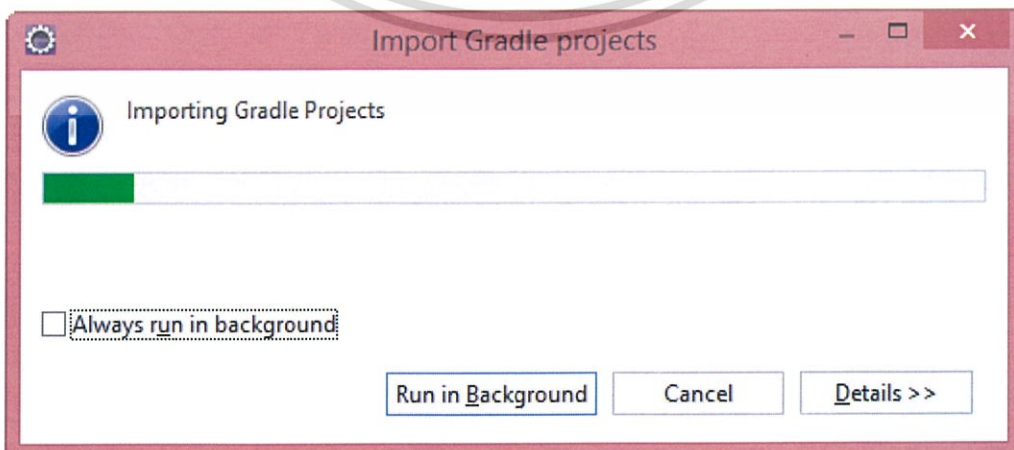 Import Gradle projects
Importing Gradle Projects
Always run in background
Run in Background
Cancel
Details >>